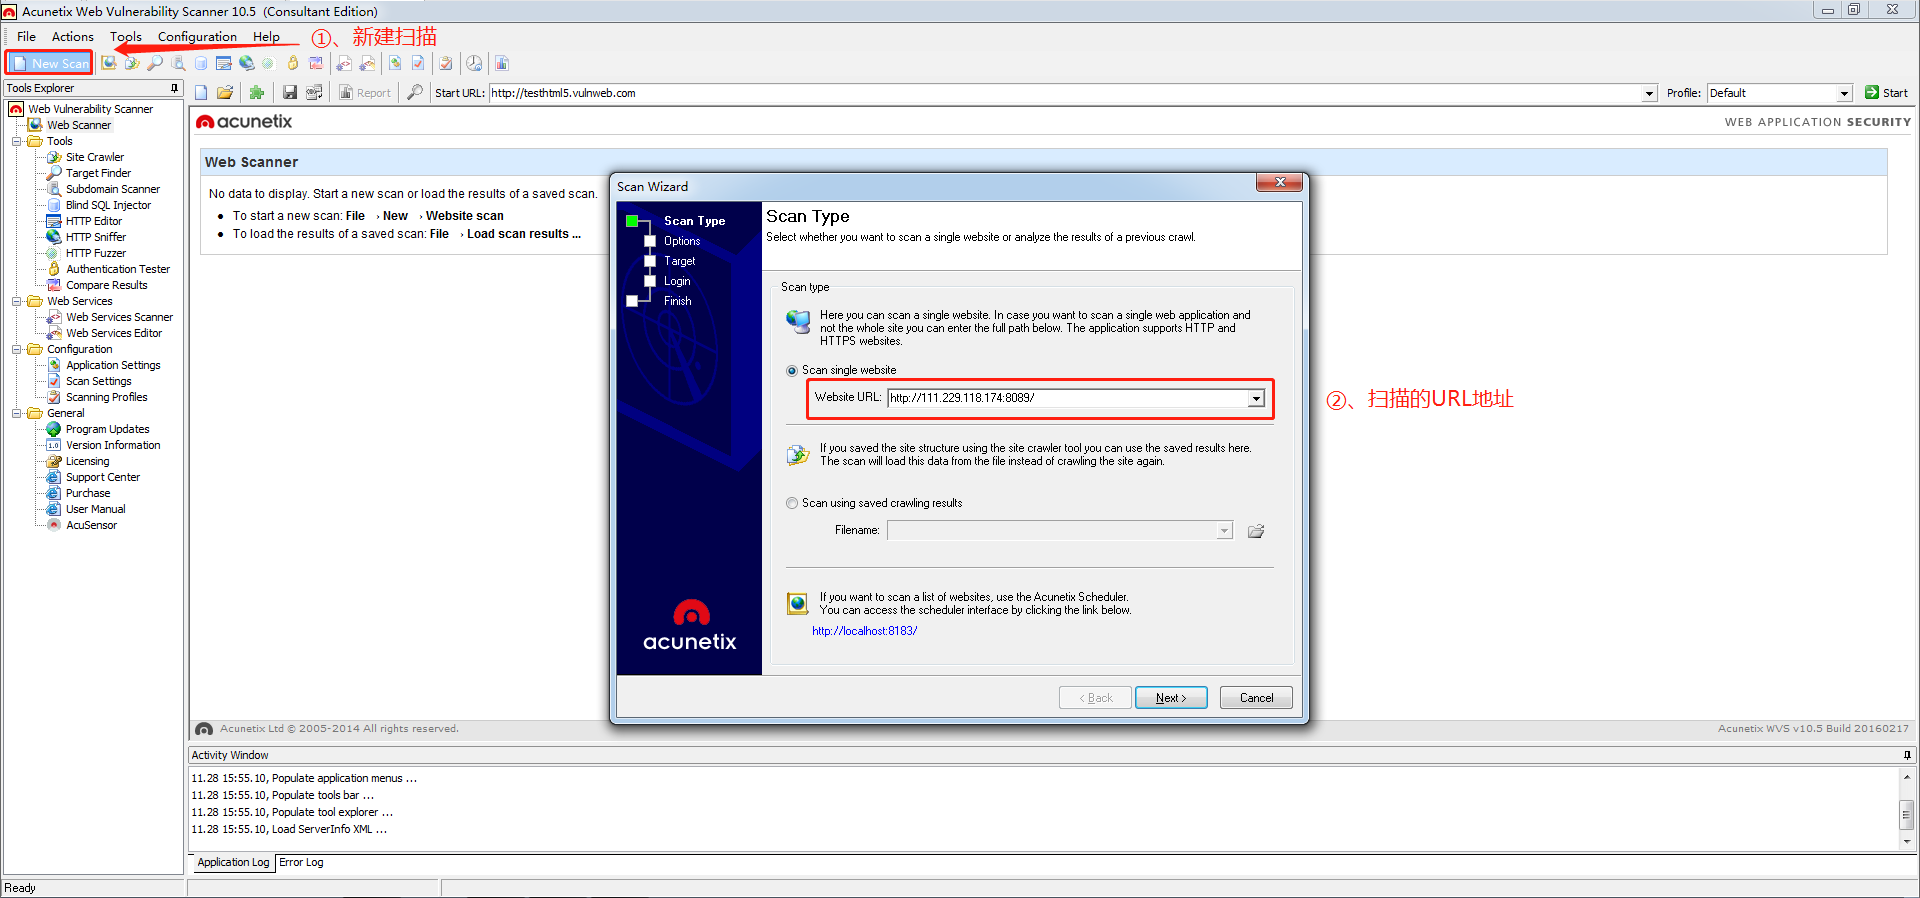 Acunetix Web Vulnerability Scanner 10.5 (Consultant Edition)
File Actions Tools Configuration Help
①、新建扫描
New Scan
Tools Explorer
Report
Start URL: http://testhtml5.vulnweb.com
Profile: Default
Start
Web Vulnerability Scanner
Web Scanner
Tools
Site Crawler
Target Finder
Subdomain Scanner
Blind SQL Injector
HTTP Editor
HTTP Sniffer
HTTP Fuzzer
Authentication Tester
Compare Results
Web Services
Web Services Scanner
Web Services Editor
Configuration
Application Settings
Scan Settings
Scanning Profiles
General
Program Updates
1.0 Version Information
Licensing
Support Center
Purchase
User Manual
AcuSensor
acunetix
WEB APPLICATION SECURITY
Web Scanner
No data to display. Start a new scan or load the results of a saved scan.
• To start a new scan: File › New › Website scan
• To load the results of a saved scan: File › Load scan results ...
Scan Wizard
Scan Type
Options
Target
Login
Finish
acunetix
Scan Type
Select whether you want to scan a single website or analyze the results of a previous crawl.
Scan type
Here you can scan a single website. In case you want to scan a single web application and
not the whole site you can enter the full path below. The application supports HTTP and
HTTPS websites.
Scan single website
Website URL: http://111.229.118.174:8089/
②、扫描的URL地址
If you saved the site structure using the site crawler tool you can use the saved results here.
The scan will load this data from the file instead of crawling the site again.
Scan using saved crawling results
Filename:
If you want to scan a list of websites, use the Acunetix Scheduler.
You can access the scheduler interface by clicking the link below.
http://localhost:8183/
< Back Next > Cancel
Acunetix Ltd © 2005-2014 All rights reserved.
Acunetix WVS v10.5 Build 20160217
Activity Window
11.28 15:55.10, Populate application menus ...
11.28 15:55.10, Populate tools bar ...
11.28 15:55.10, Populate tool explorer ...
11.28 15:55.10, Load ServerInfo XML ...
Application Log Error Log
Ready